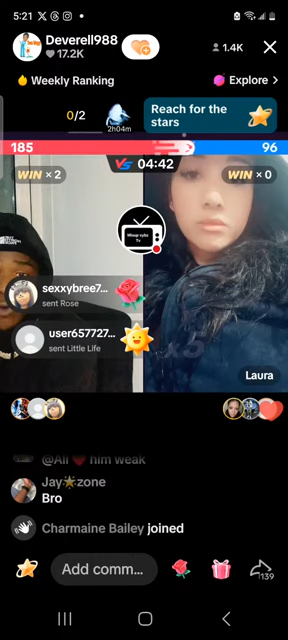 5:21
Deverell988
17.2K
1.4K
Weekly Ranking
Explore >
0/2
2h04m
Reach for the
stars
185
VS 04:42
96
WIN × 2
WIN × 0
sexxybree7...
sent Rose
user657727...
sent Little Life
x5
Laura
@All ❤️ him weak
Jay🌟zone
Bro
Charmaine Bailey joined
Add comm...
139